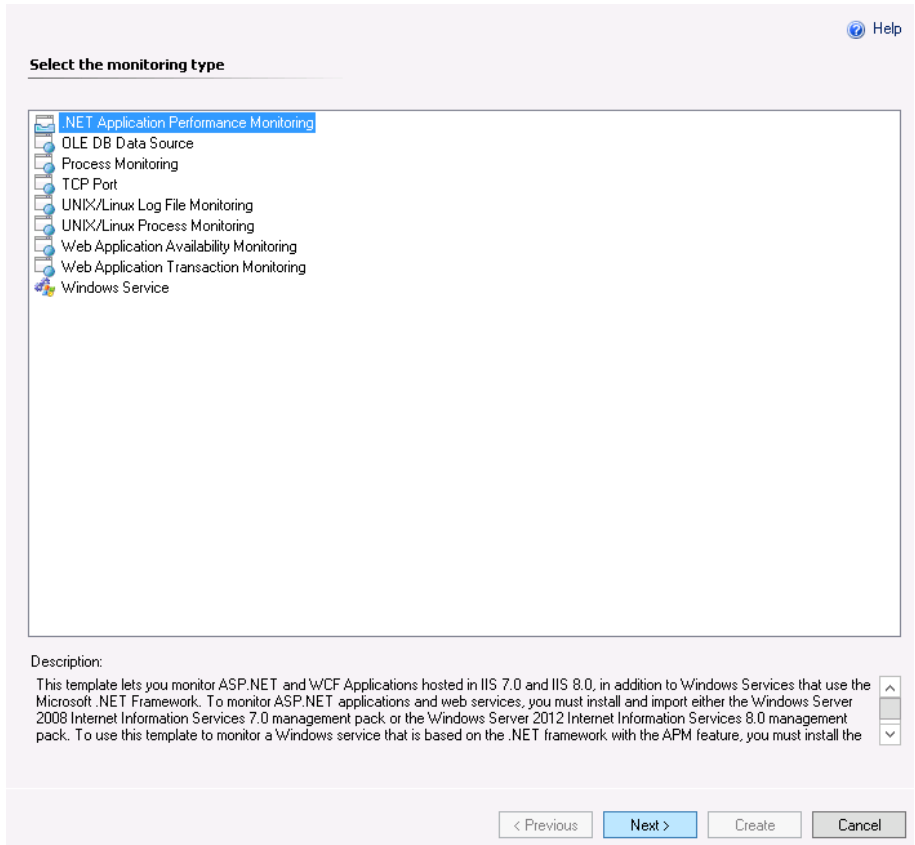 Help
Select the monitoring type
.NET Application Performance Monitoring
OLE DB Data Source
Process Monitoring
TCP Port
UNIX/Linux Log File Monitoring
UNIX/Linux Process Monitoring
Web Application Availability Monitoring
Web Application Transaction Monitoring
Windows Service
Description:
This template lets you monitor ASP.NET and WCF Applications hosted in IIS 7.0 and IIS 8.0, in addition to Windows Services that use the
Microsoft .NET Framework. To monitor ASP.NET applications and web services, you must install and import either the Windows Server
2008 Internet Information Services 7.0 management pack or the Windows Server 2012 Internet Information Services 8.0 management
pack. To use this template to monitor a Windows service that is based on the .NET framework with the APM feature, you must install the
< Previous
Next >
Create
Cancel